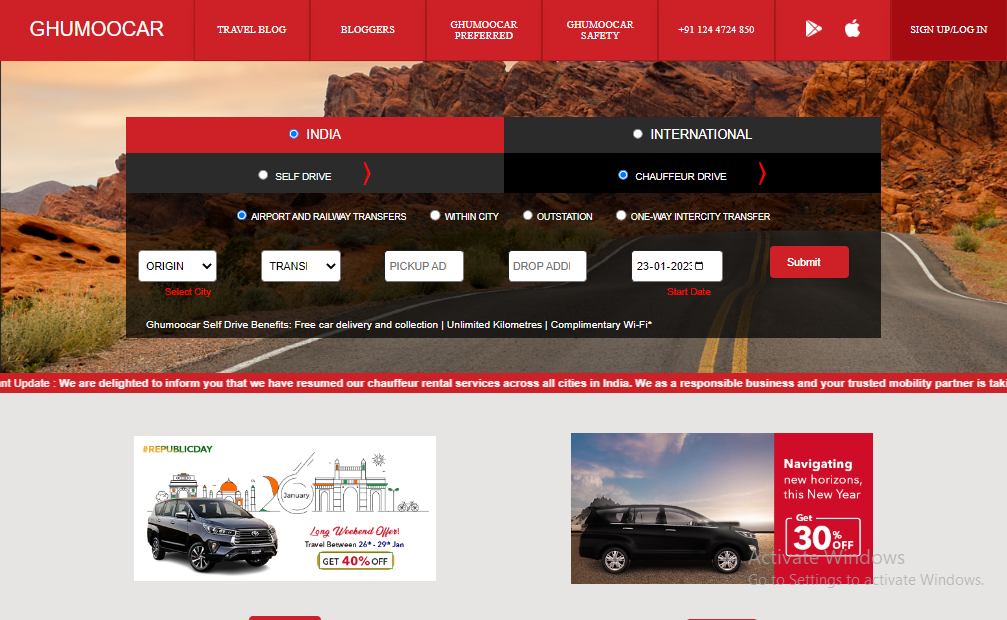 GHUMOOCAR
TRAVEL BLOG
BLOGGERS
GHUMOOCAR
PREFERRED
GHUMOOCAR
SAFETY
+91 124 4724 850
SIGN UP/LOG IN
INDIA
INTERNATIONAL
SELF DRIVE
CHAUFFEUR DRIVE
AIRPORT AND RAILWAY TRANSFERS
WITHIN CITY
OUTSTATION
ONE-WAY INTERCITY TRANSFER
ORIGIN
TRANSI
PICKUP AD
DROP ADDI
23-01-2023
Submit
Select City
Start Date
Ghumoocar Self Drive Benefits: Free car delivery and collection | Unlimited Kilometres | Complimentary Wi-Fi*
nt Update : We are delighted to inform you that we have resumed our chauffeur rental services across all cities in India. We as a responsible business and your trusted mobility partner is taki
#REPUBLICDAY
26 January
Long Weekend Offer!
Travel Between 26th - 29th Jan
GET 40% OFF
Navigating
new horizons,
this New Year
Get
30% OFF
Activate Windows
Go to Settings to activate Windows.